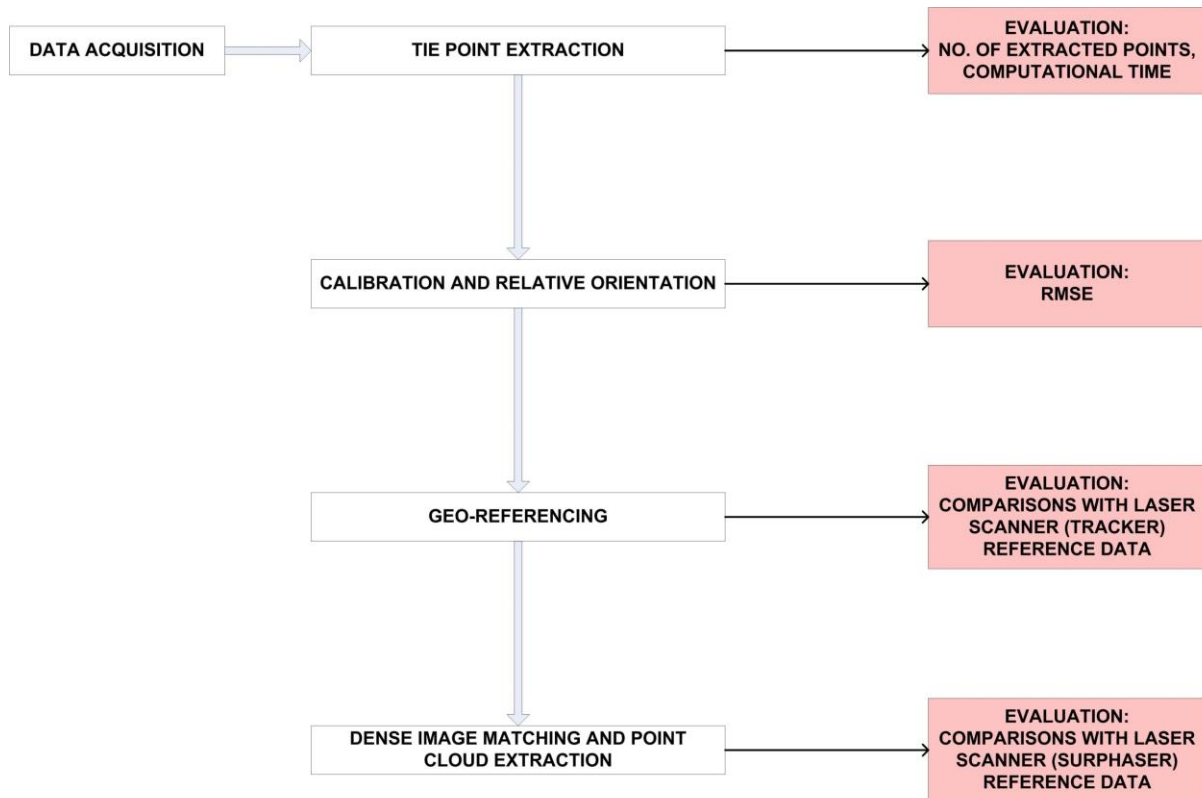 DATA ACQUISITION
TIE POINT EXTRACTION
EVALUATION:
NO. OF EXTRACTED POINTS,
COMPUTATIONAL TIME
CALIBRATION AND RELATIVE ORIENTATION
EVALUATION:
RMSE
GEO-REFERENCING
EVALUATION:
COMPARISONS WITH LASER
SCANNER (TRACKER)
REFERENCE DATA
DENSE IMAGE MATCHING AND POINT
CLOUD EXTRACTION
EVALUATION:
COMPARISONS WITH LASER
SCANNER (SURPHASER)
REFERENCE DATA